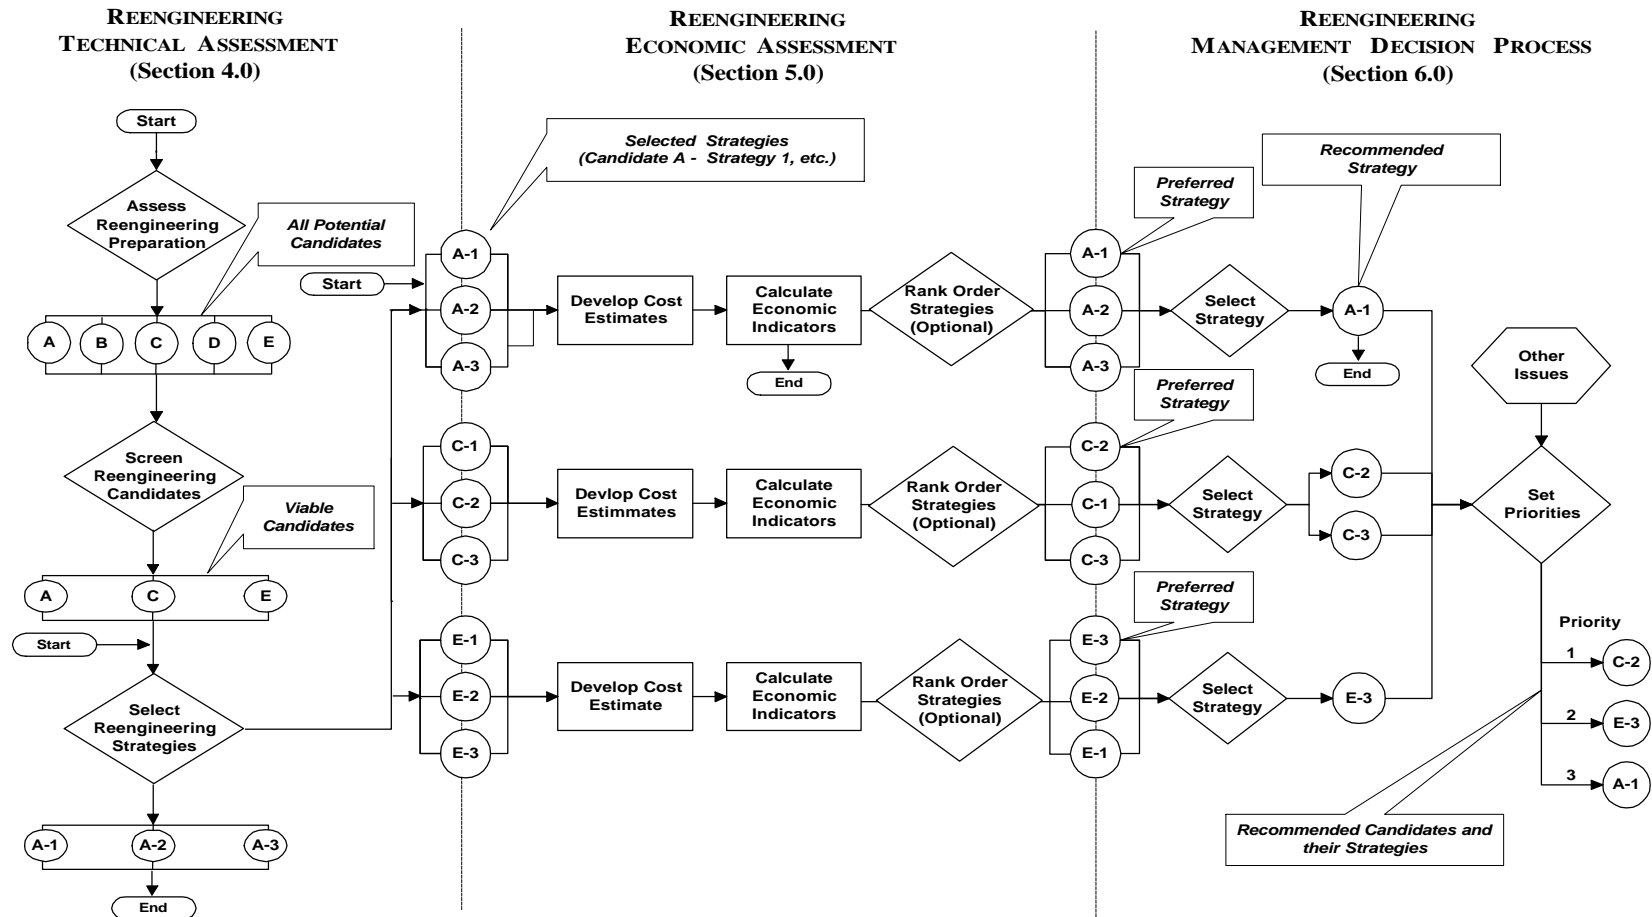 REENGINEERING
TECHNICAL ASSESSMENT
(Section 4.0)
REENGINEERING
ECONOMIC ASSESSMENT
(Section 5.0)
REENGINEERING
MANAGEMENT DECISION PROCESS
(Section 6.0)
Start
Assess
Reengineering
Preparation
All Potential
Candidates
A
B
C
D
E
Screen
Reengineering
Candidates
Viable
Candidates
A
C
E
Start
Select
Reengineering
Strategies
A-1
A-2
A-3
End
Selected Strategies
(Candidate A - Strategy 1, etc.)
Start
A-1
A-2
A-3
Develop Cost
Estimates
Calculate
Economic
Indicators
End
Rank Order
Strategies
(Optional)
C-1
C-2
C-3
Devlop Cost
Estimmates
Calculate
Economic
Indicators
Rank Order
Strategies
(Optional)
E-1
E-2
E-3
Develop Cost
Estimate
Calculate
Economic
Indicators
Rank Order
Strategies
(Optional)
Preferred
Strategy
A-1
A-2
A-3
Select
Strategy
Recommended
Strategy
A-1
End
Preferred
Strategy
C-2
C-1
C-3
Select
Strategy
C-2
C-3
Preferred
Strategy
E-3
E-2
E-1
Select
Strategy
E-3
Other
Issues
Set
Priorities
Priority
1
C-2
2
E-3
3
A-1
Recommended Candidates and
their Strategies